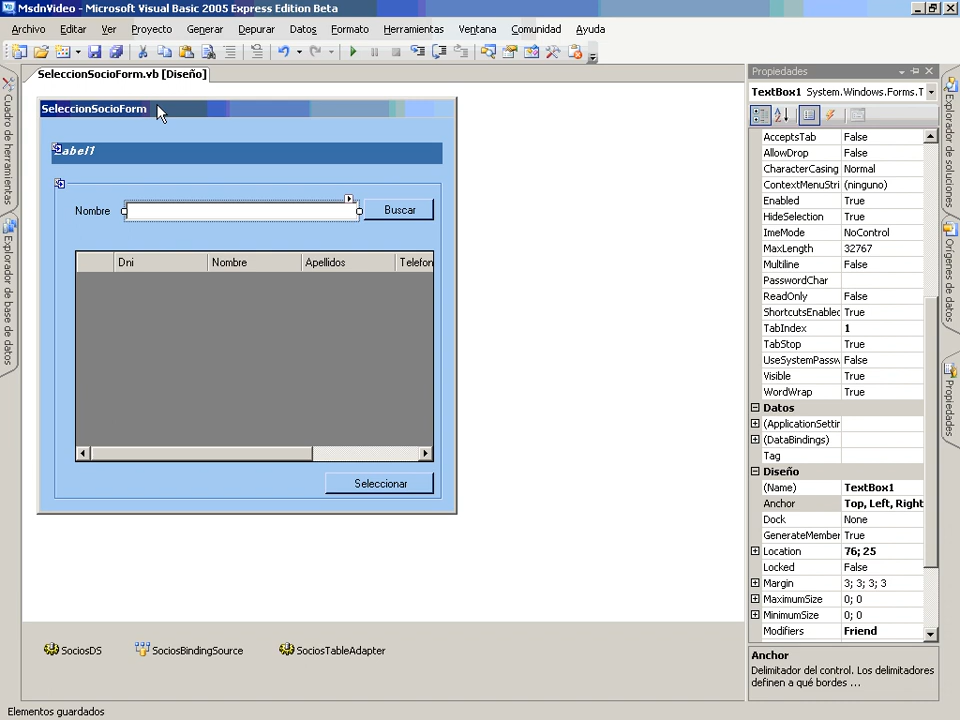 MsdnVideo - Microsoft Visual Basic 2005 Express Edition Beta
Archivo Editar Ver Proyecto Generar Depurar Datos Formato Herramientas Ventana Comunidad Ayuda
SeleccionSocioForm.vb [Diseño]
Cuadro de herramientas
Explorador de base de datos
SeleccionSocioForm
abel1
Nombre
Buscar
Dni Nombre Apellidos Telefon
Seleccionar
SociosDS SociosBindingSource SociosTableAdapter
Propiedades
TextBox1 System.Windows.Forms.T
AcceptsTab False
AllowDrop False
CharacterCasing Normal
ContextMenuStri (ninguno)
Enabled True
HideSelection True
ImeMode NoControl
MaxLength 32767
Multiline False
PasswordChar
ReadOnly False
ShortcutsEnabled True
TabIndex 1
TabStop True
UseSystemPassw False
Visible True
WordWrap True
Datos
(ApplicationSettir
(DataBindings)
Tag
Diseño
(Name) TextBox1
Anchor Top, Left, Right
Dock None
GenerateMember True
Location 76; 25
Locked False
Margin 3; 3; 3; 3
MaximumSize 0; 0
MinimumSize 0; 0
Modifiers Friend
Anchor
Delimitador del control. Los delimitadores
definen a qué bordes ...
Explorador de soluciones
Orígenes de datos
Propiedades
Elementos guardados